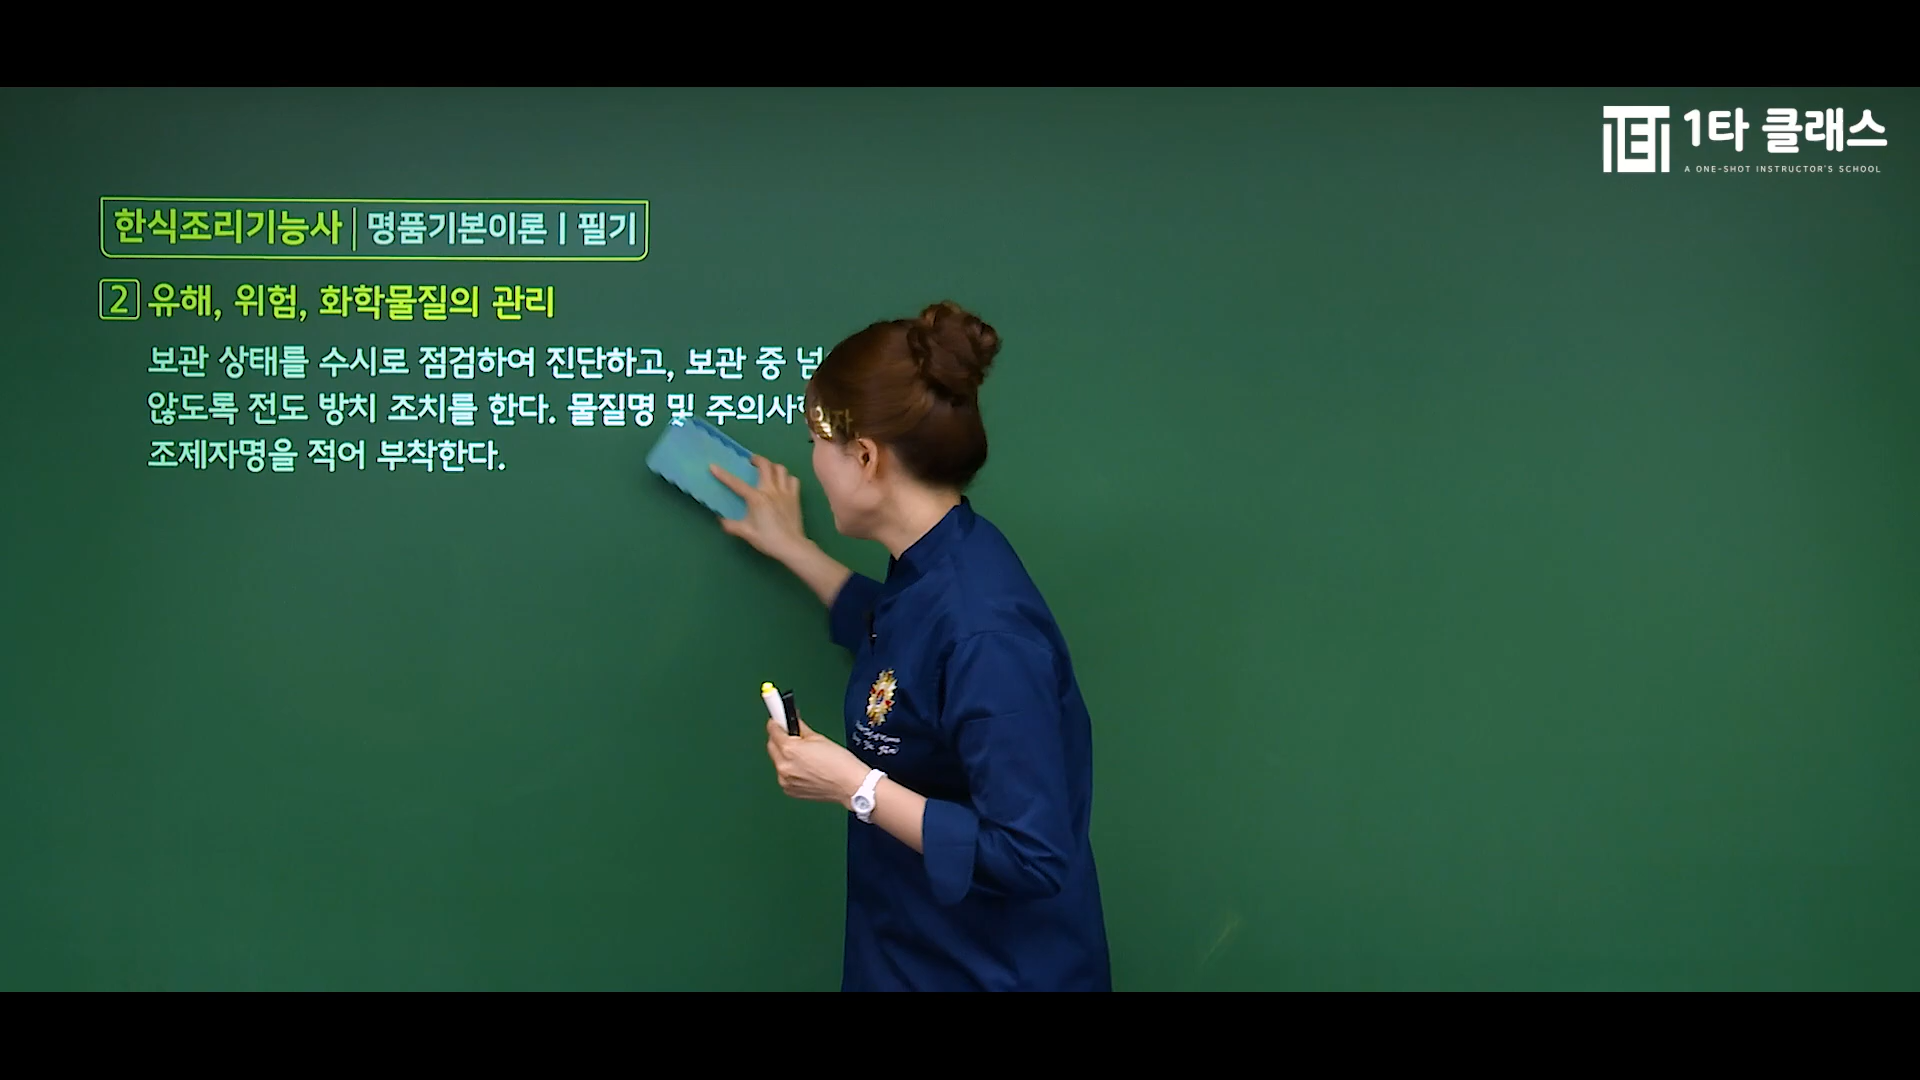 1타 클래스
A ONE-SHOT INSTRUCTOR'S SCHOOL
한식조리기능사 | 명품기본이론 | 필기
2 유해, 위험, 화학물질의 관리
보관 상태를 수시로 점검하여 진단하고, 보관 중
않도록 전도 방치 조치를 한다. 물질명 및
조제자명을 적어 부착한다.